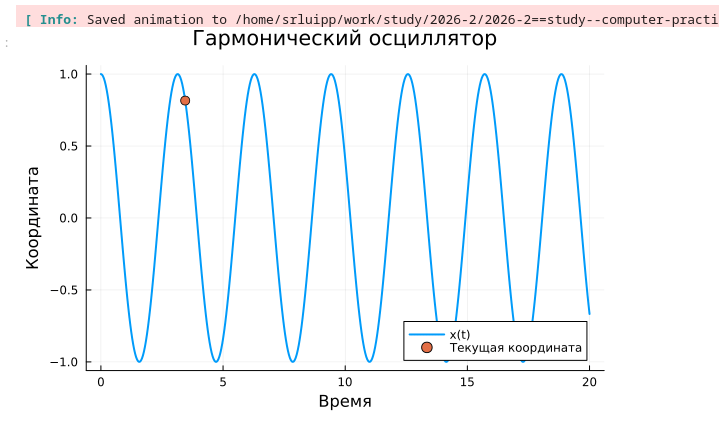 [ Info: Saved animation to /home/srluipp/work/study/2026-2/2026-2==study--computer-practi
:
Гармонический осциллятор
1.0
0.5
0.0
−0.5
−1.0
Координата
x(t)
Текущая координата
0 5 10 15 20
Время